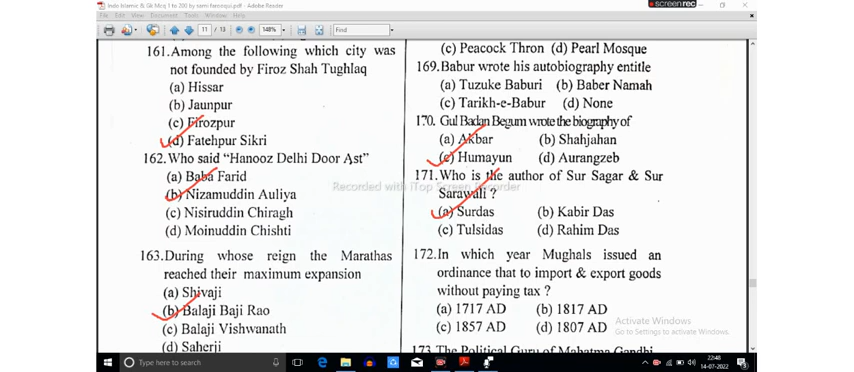 Indo Islamic & Gk Mcq 1 to 200 by sami farooqui.pdf - Adobe Reader
screenrec
File Edit View Document Tools Window Help
11 / 13 148% Find
161.Among the following which city was
not founded by Firoz Shah Tughlaq
(a) Hissar
(b) Jaunpur
(c) Firozpur
(d) Fatehpur Sikri
162.Who said "Hanooz Delhi Door Ast"
(a) Baba Farid
(b) Nizamuddin Auliya
(c) Nisiruddin Chiragh
(d) Moinuddin Chishti
163.During whose reign the Marathas
reached their maximum expansion
(a) Shivaji
(b) Balaji Baji Rao
(c) Balaji Vishwanath
(d) Saherji
(c) Peacock Thron (d) Pearl Mosque
169.Babur wrote his autobiography entitle
(a) Tuzuke Baburi (b) Baber Namah
(c) Tarikh-e-Babur (d) None
170. Gul Badan Begum wrote the biography of
(a) Akbar (b) Shahjahan
(c) Humayun (d) Aurangzeb
171.Who is the author of Sur Sagar & Sur
Sarawali ?
(a) Surdas (b) Kabir Das
(c) Tulsidas (d) Rahim Das
172.In which year Mughals issued an
ordinance that to import & export goods
without paying tax ?
(a) 1717 AD (b) 1817 AD
(c) 1857 AD (d) 1807 AD
173.The Political Guru of Mahatma Gandhi
Recorded with iTop Screen Recorder
Activate Windows
Go to Settings to activate Windows.
Type here to search
22:48
14-07-2022